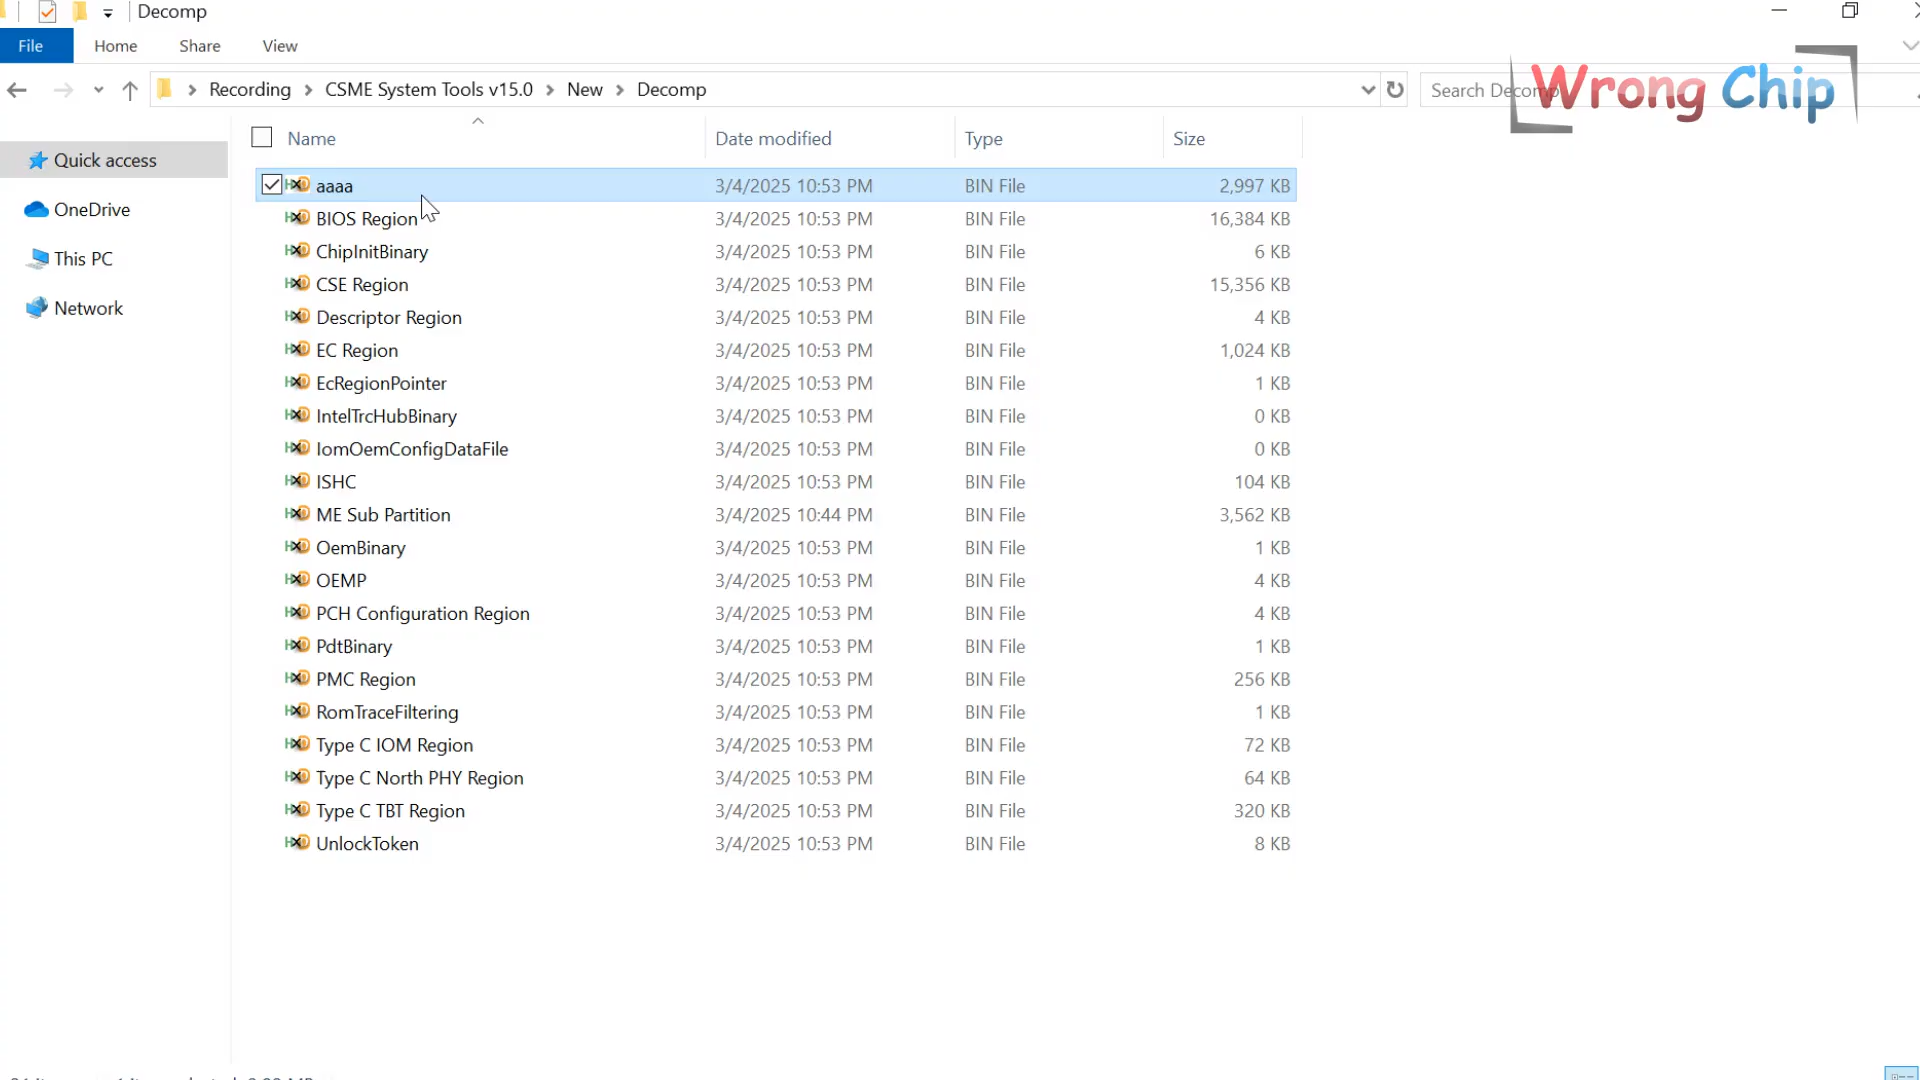 Decomp
File Home Share View
Recording CSME System Tools v15.0 New Decomp Search Decomp
Wrong Chip
Name Date modified Type Size
Quick access
OneDrive
This PC
Network
aaaa 3/4/2025 10:53 PM BIN File 2,997 KB
BIOS Region 3/4/2025 10:53 PM BIN File 16,384 KB
ChipInitBinary 3/4/2025 10:53 PM BIN File 6 KB
CSE Region 3/4/2025 10:53 PM BIN File 15,356 KB
Descriptor Region 3/4/2025 10:53 PM BIN File 4 KB
EC Region 3/4/2025 10:53 PM BIN File 1,024 KB
EcRegionPointer 3/4/2025 10:53 PM BIN File 1 KB
IntelTrcHubBinary 3/4/2025 10:53 PM BIN File 0 KB
IomOemConfigDataFile 3/4/2025 10:53 PM BIN File 0 KB
ISHC 3/4/2025 10:53 PM BIN File 104 KB
ME Sub Partition 3/4/2025 10:44 PM BIN File 3,562 KB
OemBinary 3/4/2025 10:53 PM BIN File 1 KB
OEMP 3/4/2025 10:53 PM BIN File 4 KB
PCH Configuration Region 3/4/2025 10:53 PM BIN File 4 KB
PdtBinary 3/4/2025 10:53 PM BIN File 1 KB
PMC Region 3/4/2025 10:53 PM BIN File 256 KB
RomTraceFiltering 3/4/2025 10:53 PM BIN File 1 KB
Type C IOM Region 3/4/2025 10:53 PM BIN File 72 KB
Type C North PHY Region 3/4/2025 10:53 PM BIN File 64 KB
Type C TBT Region 3/4/2025 10:53 PM BIN File 320 KB
UnlockToken 3/4/2025 10:53 PM BIN File 8 KB